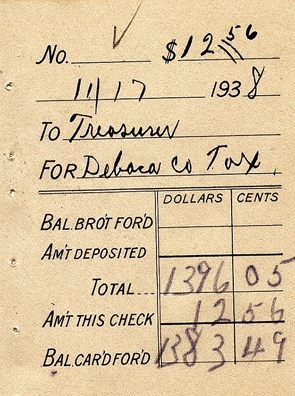 No. $12.56
11/17 1938
To Treasurer
For Debaca Co Tax.
DOLLARS CENTS
BAL. BRO'T FOR'D
AM'T DEPOSITED
TOTAL 1396 05
AM'T THIS CHECK 12 56
BAL. CAR'D FOR'D 1383 49